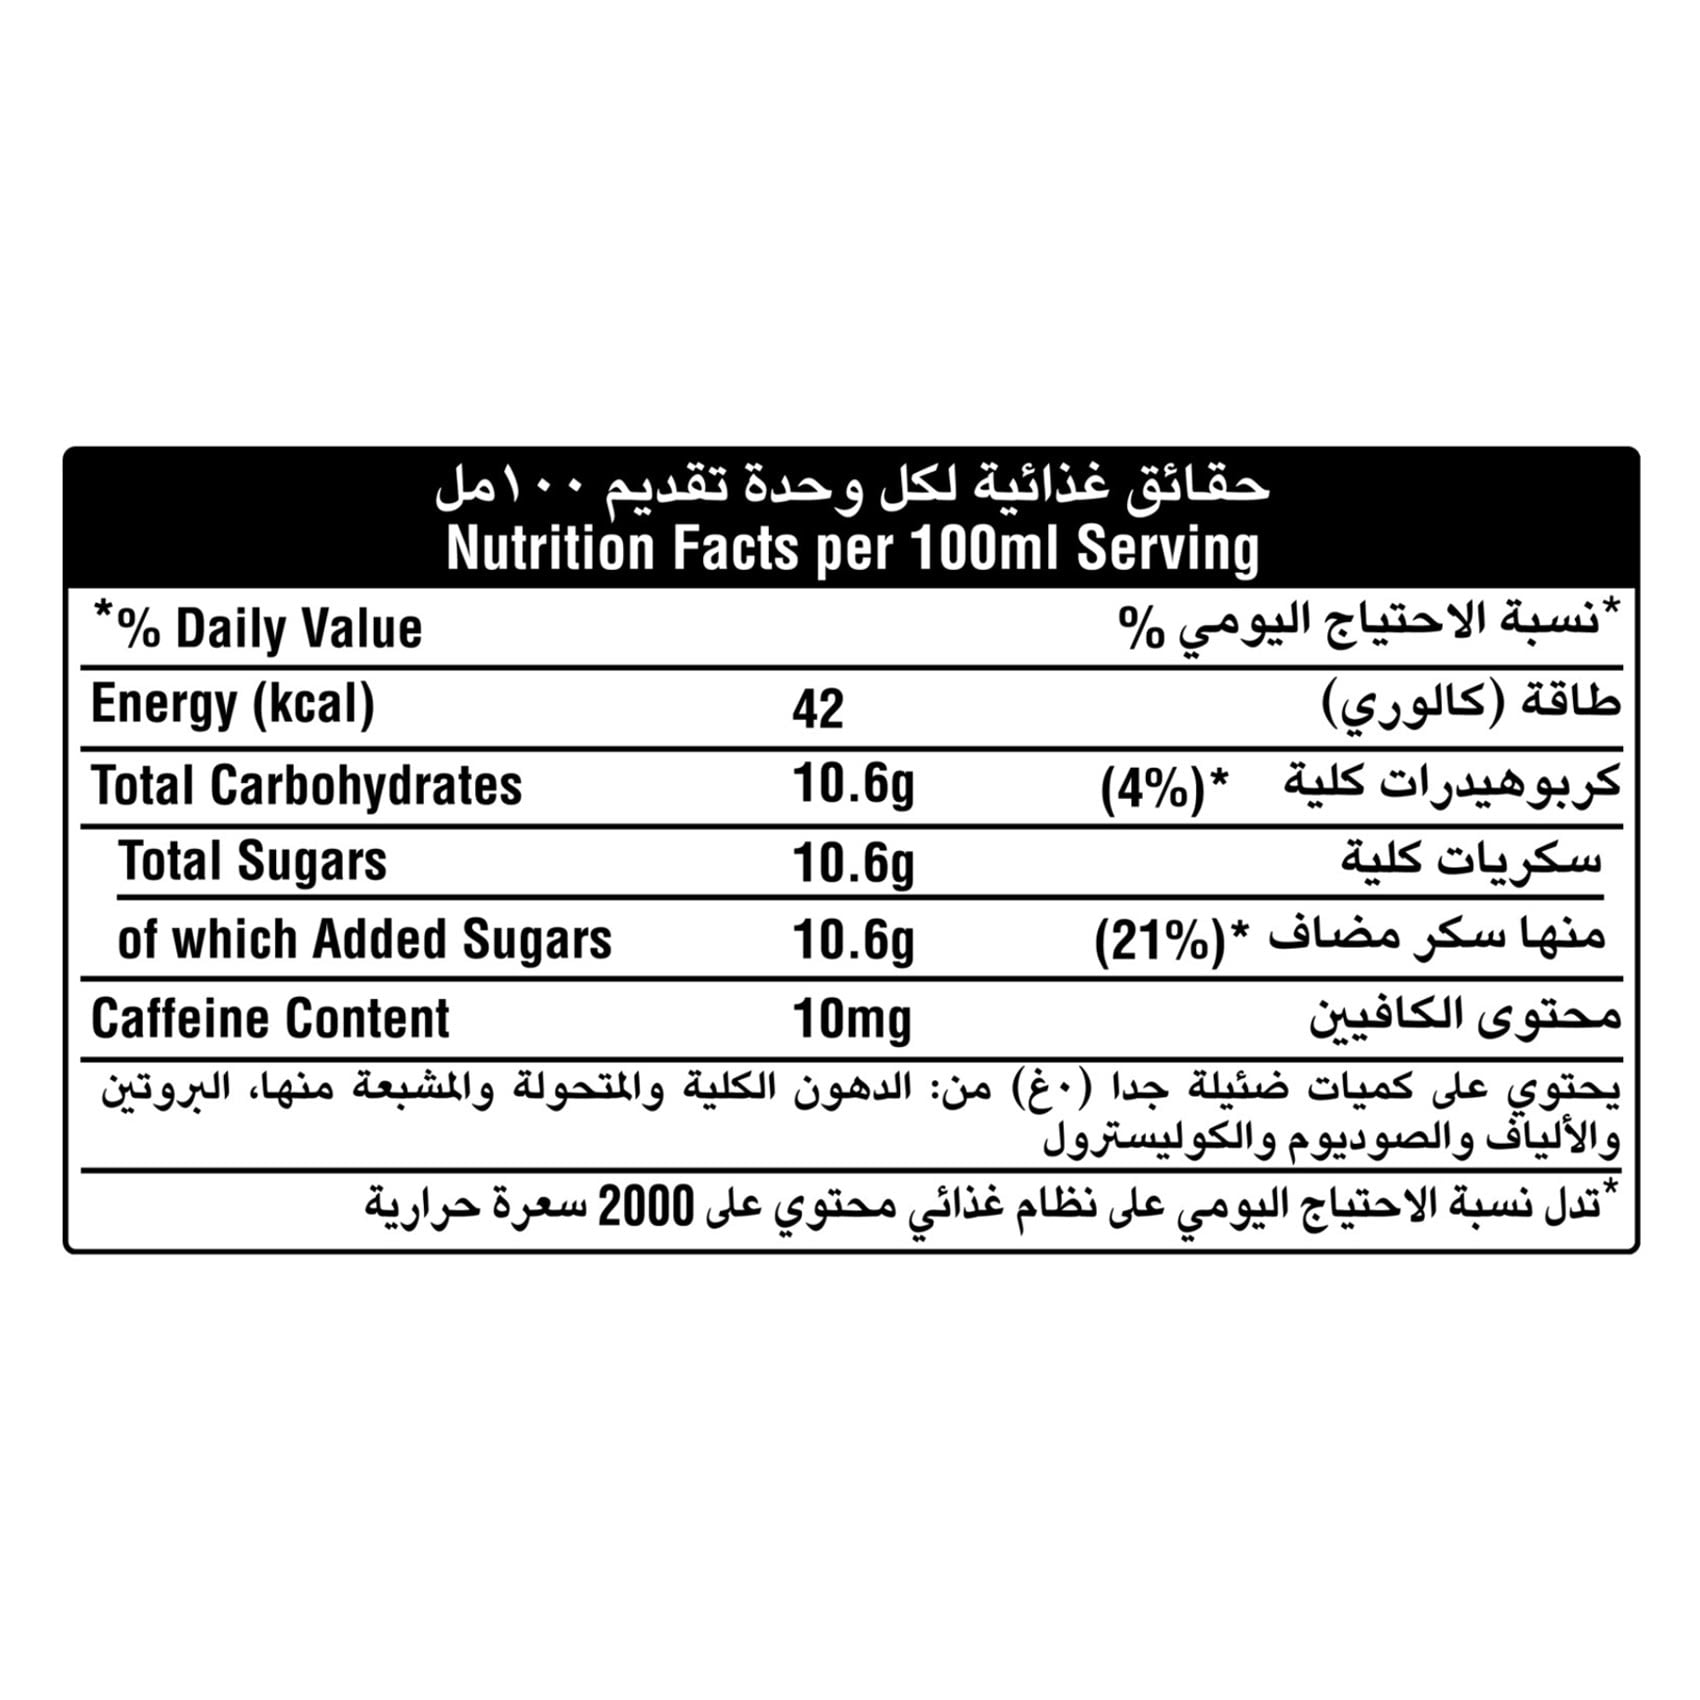 حقائق غذائية لكل وحدة تقديم ١٠٠مل
Nutrition Facts per 100ml Serving
*% Daily Value *نسبة الاحتياج اليومي %
Energy (kcal) 42 طاقة (كالوري)
Total Carbohydrates 10.6g (4%)* كربوهيدرات كلية
Total Sugars 10.6g سكريات كلية
of which Added Sugars 10.6g (21%)* منها سكر مضاف
Caffeine Content 10mg محتوى الكافيين
يحتوي على كميات ضئيلة جدا (٠غ) من: الدهون الكلية والمتحولة والمشبعة منها، البروتين
والألياف والصوديوم والكوليسترول
*تدل نسبة الاحتياج اليومي على نظام غذائي محتوي على 2000 سعرة حرارية